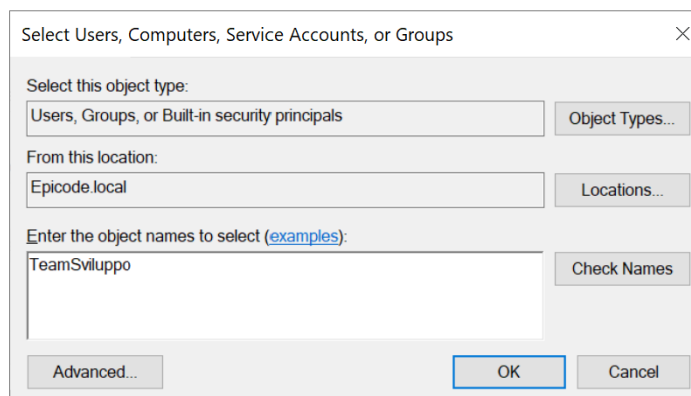 Select Users, Computers, Service Accounts, or Groups
Select this object type:
Users, Groups, or Built-in security principals
Object Types...
From this location:
Epicode.local
Locations...
Enter the object names to select (examples):
TeamSviluppo
Check Names
Advanced...
OK
Cancel